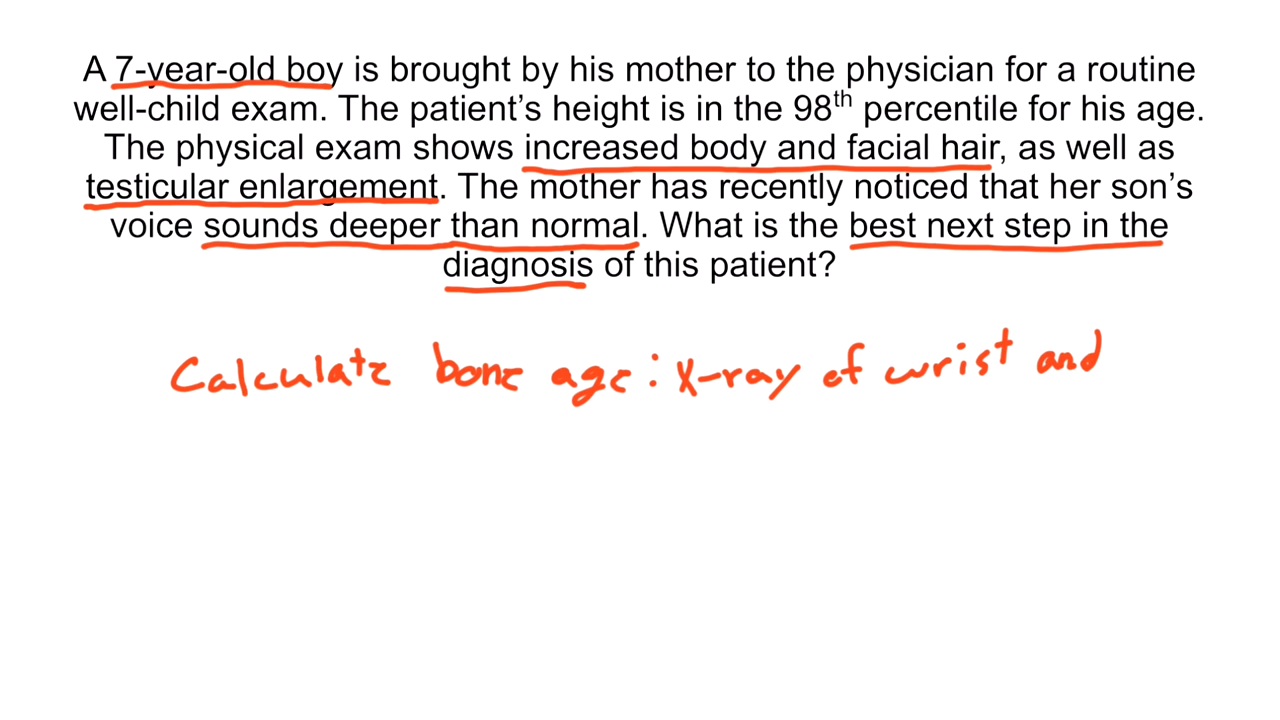 A 7-year-old boy is brought by his mother to the physician for a routine
well-child exam. The patient’s height is in the 98th percentile for his age.
The physical exam shows increased body and facial hair, as well as
testicular enlargement. The mother has recently noticed that her son’s
voice sounds deeper than normal. What is the best next step in the
diagnosis of this patient?
Calculate bone age: X-ray of wrist and